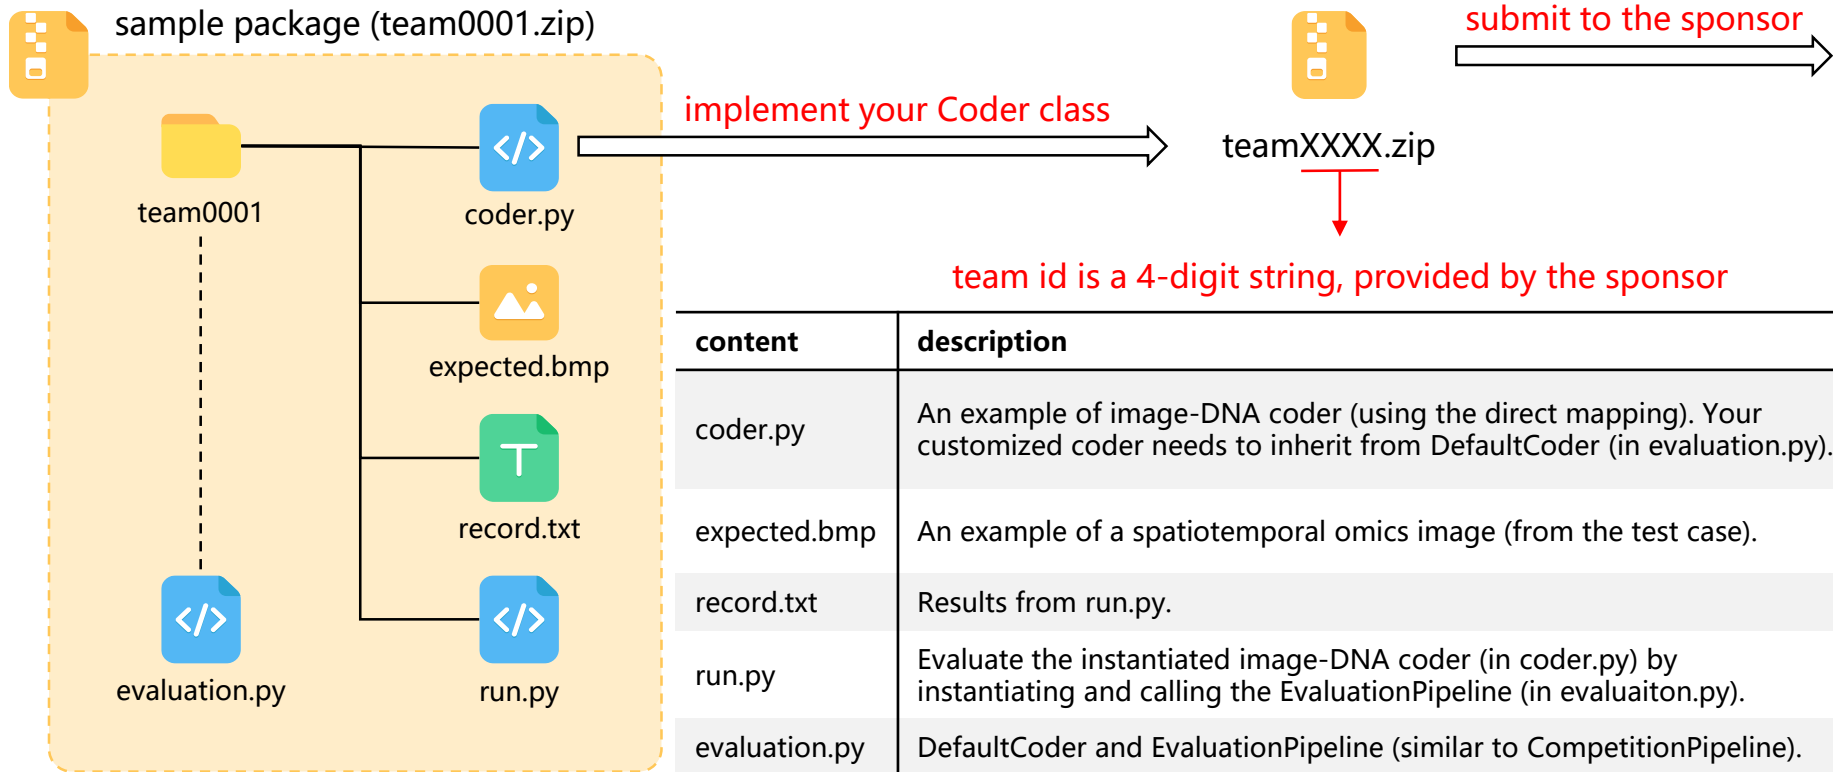 sample package (team0001.zip)
submit to the sponsor
implement your Coder class
teamXXXX.zip
team0001
coder.py
team id is a 4-digit string, provided by the sponsor
expected.bmp
record.txt
evaluation.py
run.py
content description
coder.py An example of image-DNA coder (using the direct mapping). Your
customized coder needs to inherit from DefaultCoder (in evaluation.py).
expected.bmp An example of a spatiotemporal omics image (from the test case).
record.txt Results from run.py.
run.py Evaluate the instantiated image-DNA coder (in coder.py) by
instantiating and calling the EvaluationPipeline (in evaluaiton.py).
evaluation.py DefaultCoder and EvaluationPipeline (similar to CompetitionPipeline).